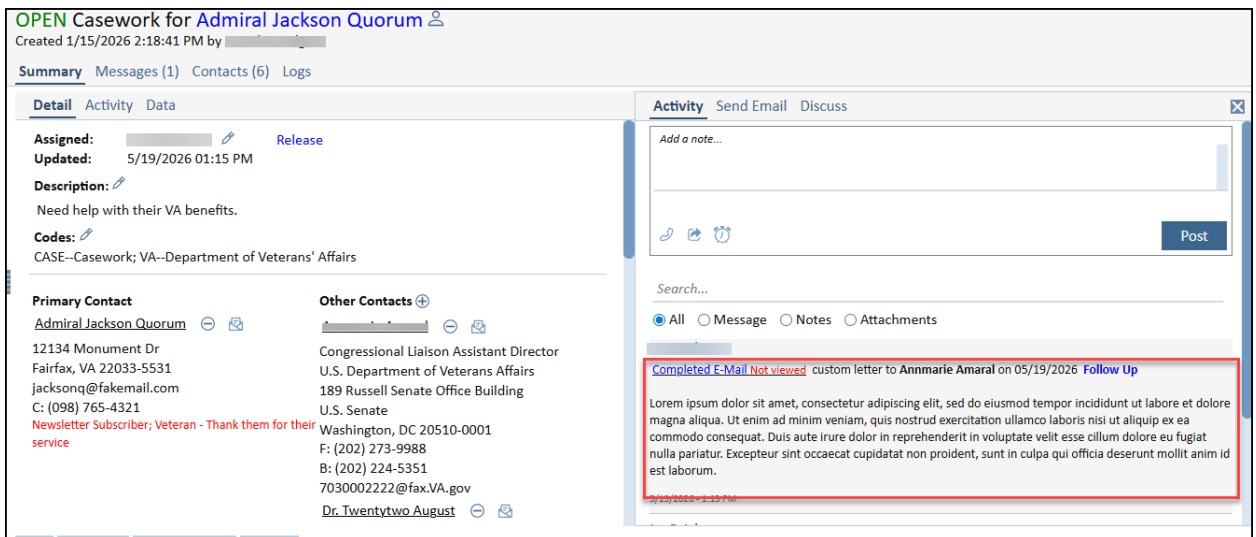 OPEN Casework for Admiral Jackson Quorum
Created 1/15/2026 2:18:41 PM by
Summary Messages (1) Contacts (6) Logs
Detail Activity Data
Assigned: Release
Updated: 5/19/2026 01:15 PM
Description:
Need help with their VA benefits.
Codes:
CASE--Casework; VA--Department of Veterans' Affairs
Primary Contact
Admiral Jackson Quorum
12134 Monument Dr
Fairfax, VA 22033-5531
jacksonq@fakemail.com
C: (098) 765-4321
Newsletter Subscriber; Veteran - Thank them for their
service
Other Contacts
Congressional Liaison Assistant Director
U.S. Department of Veterans Affairs
189 Russell Senate Office Building
U.S. Senate
Washington, DC 20510-0001
F: (202) 273-9988
B: (202) 224-5351
7030002222@fax.VA.gov
Dr. Twentytwo August
Activity Send Email Discuss
Add a note...
Post
Search...
All Message Notes Attachments
Completed E-Mail Not viewed custom letter to Annmarie Amaral on 05/19/2026 Follow Up
Lorem ipsum dolor sit amet, consectetur adipiscing elit, sed do eiusmod tempor incididunt ut labore et dolore
magna aliqua. Ut enim ad minim veniam, quis nostrud exercitation ullamco laboris nisi ut aliquip ex ea
commodo consequat. Duis aute irure dolor in reprehenderit in voluptate velit esse cillum dolore eu fugiat
nulla pariatur. Excepteur sint occaecat cupidatat non proident, sunt in culpa qui officia deserunt mollit anim id
est laborum.